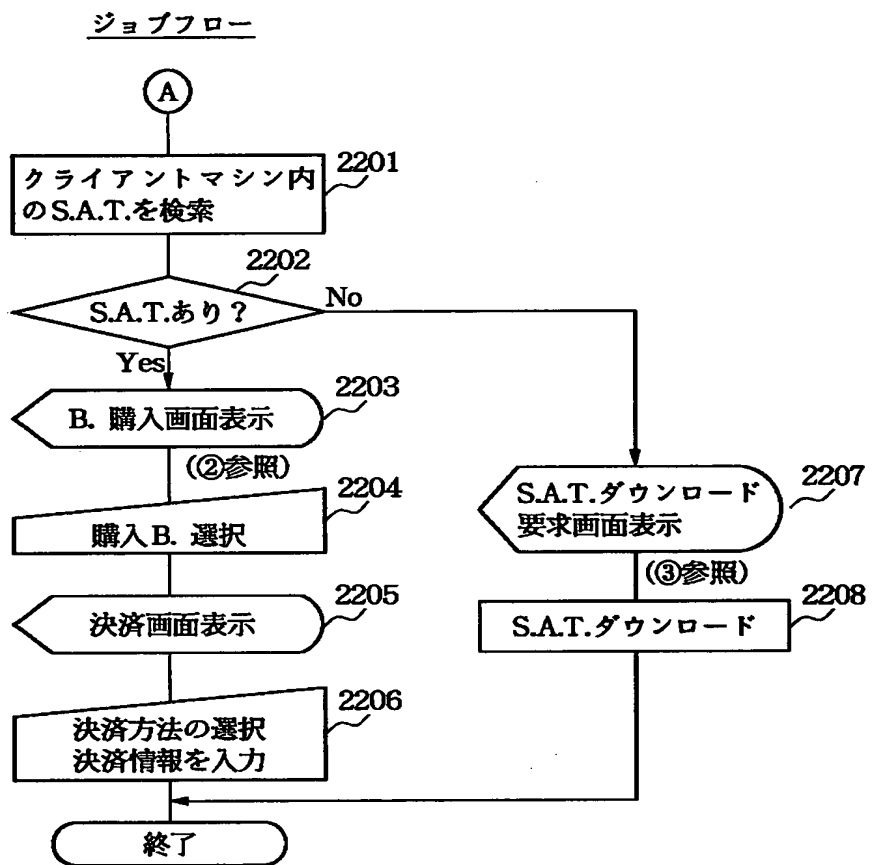 ジョブフロー
A
2201
クライアントマシン内
のS.A.T.を検索
2202
S.A.T.あり?
No
Yes
2203
B. 購入画面表示
(②参照)
2204
購入B. 選択
2205
決済画面表示
2206
決済方法の選択
決済情報を入力
終了
2207
S.A.T.ダウンロード
要求画面表示
(③参照)
2208
S.A.T.ダウンロード